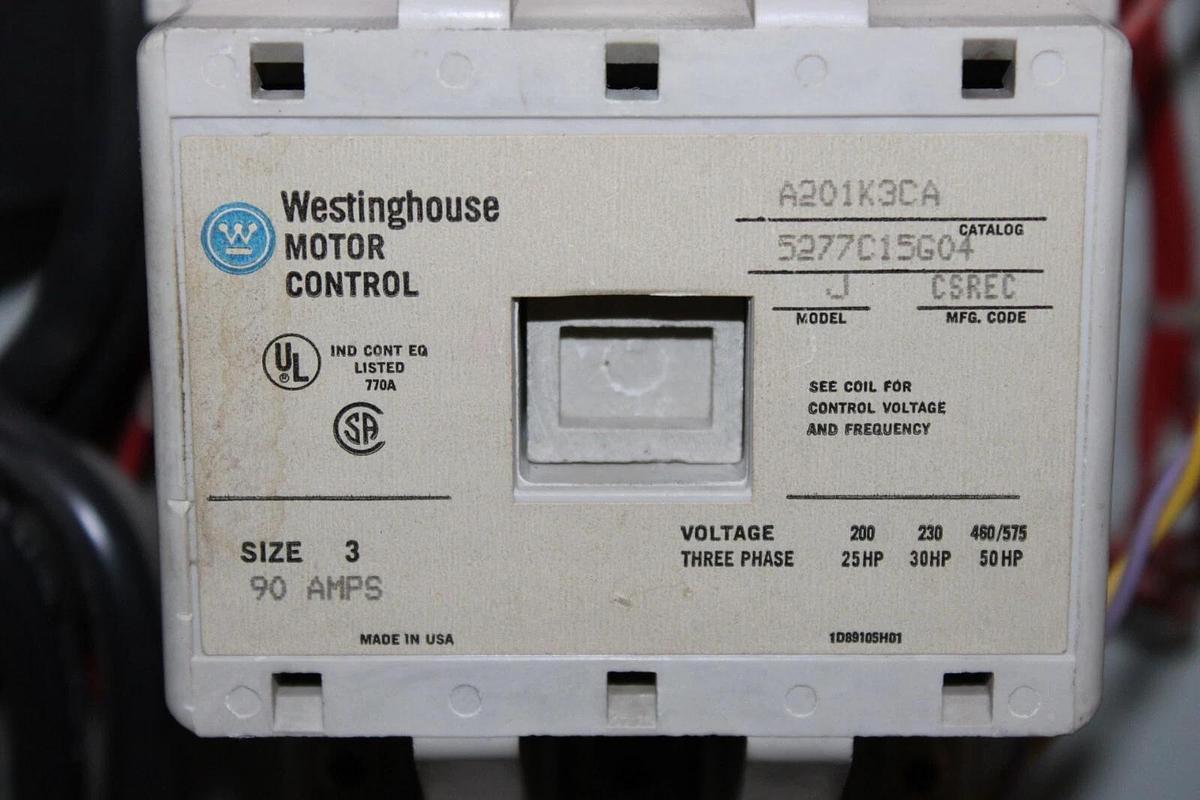 Westinghouse
MOTOR
CONTROL
UL
®
IND CONT EQ
LISTED
770A
SA
A201K3CA
CATALOG
5277C15G04
J CSREC
MODEL MFG. CODE
SEE COIL FOR
CONTROL VOLTAGE
AND FREQUENCY
SIZE 3
90 AMPS
VOLTAGE 200 230 460/575
THREE PHASE 25HP 30HP 50HP
MADE IN USA
1D89105H01